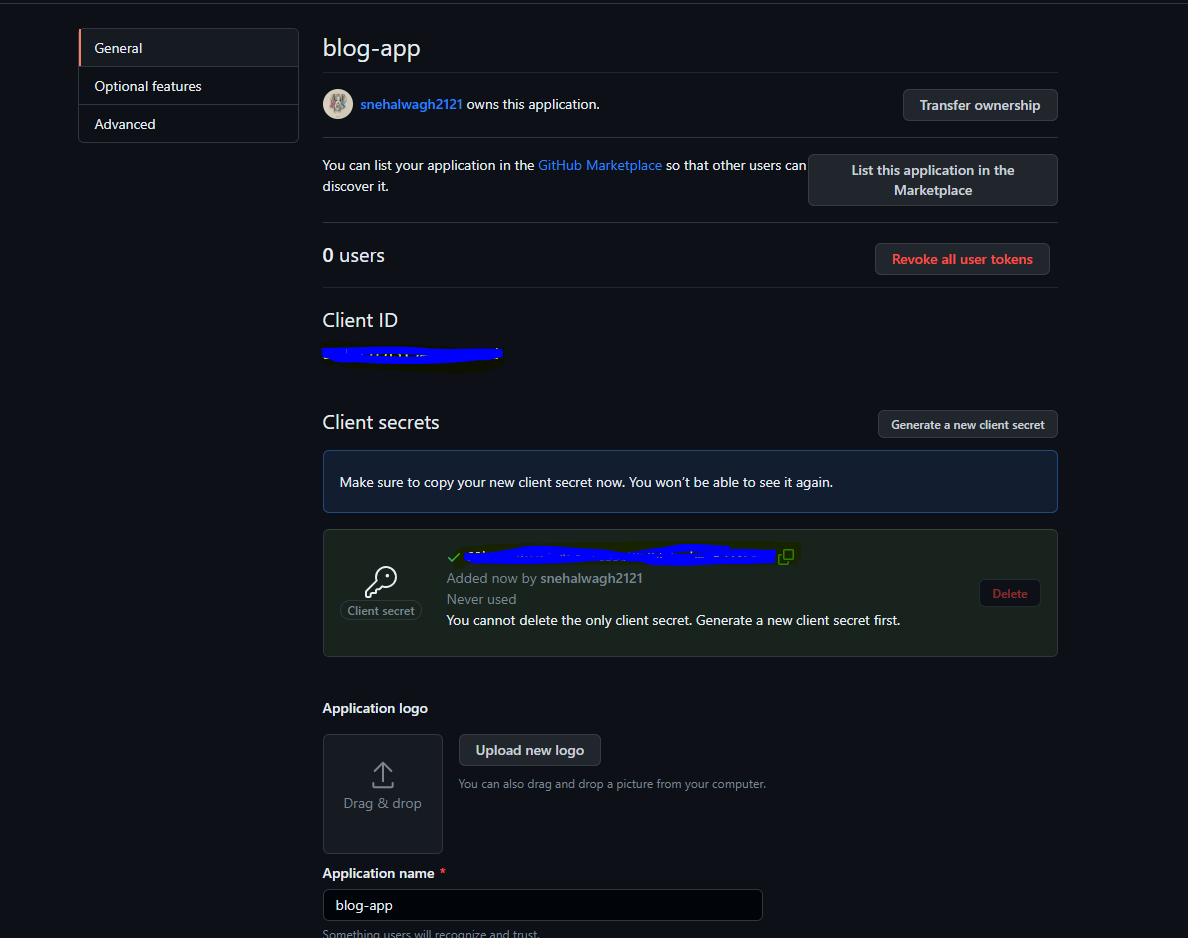 General
Optional features
Advanced
blog-app
snehalwagh2121 owns this application.
Transfer ownership
You can list your application in the GitHub Marketplace so that other users can
discover it.
List this application in the
Marketplace
0 users
Revoke all user tokens
Client ID
Client secrets
Generate a new client secret
Make sure to copy your new client secret now. You won’t be able to see it again.
Client secret
Added now by snehalwagh2121
Never used
You cannot delete the only client secret. Generate a new client secret first.
Delete
Application logo
Drag & drop
Upload new logo
You can also drag and drop a picture from your computer.
Application name *
blog-app
Something users will recognize and trust.